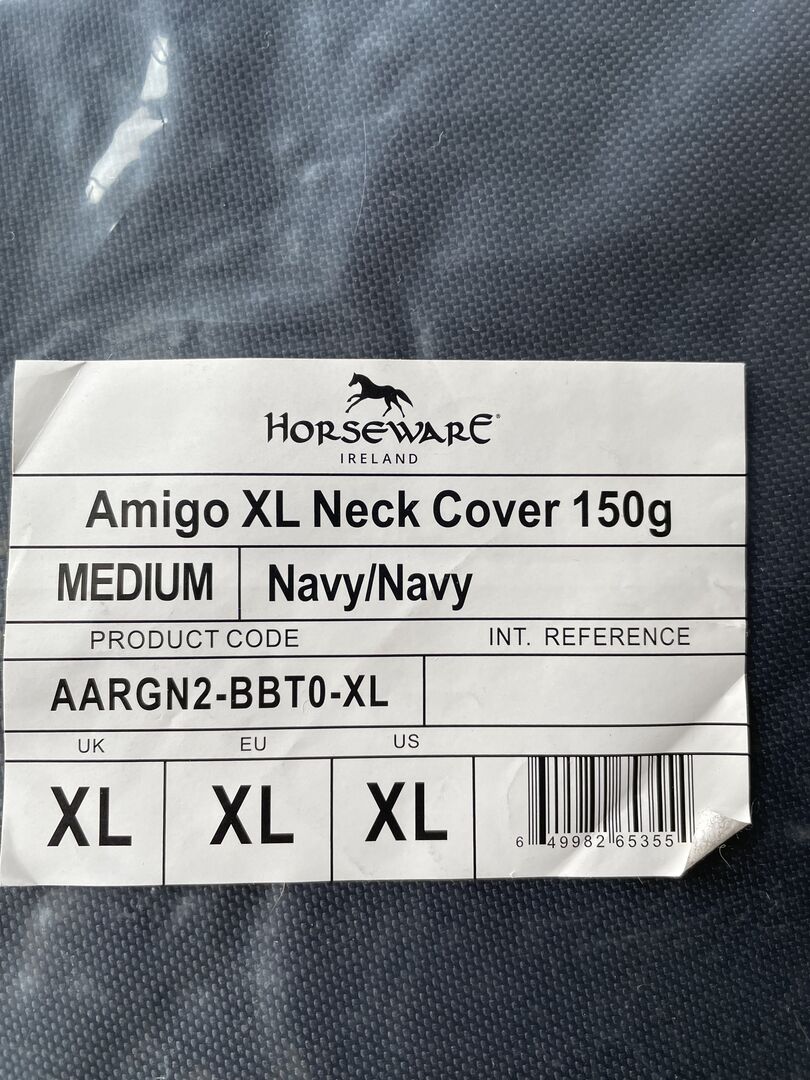 HORSEWARE®
IRELAND
Amigo XL Neck Cover 150g
MEDIUM Navy/Navy
PRODUCT CODE INT. REFERENCE
AARGN2-BBT0-XL
UK EU US
XL XL XL
6 49982 65355